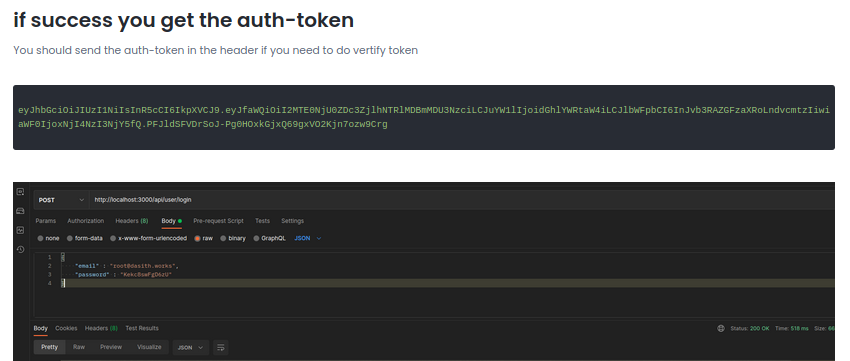 if success you get the auth-token
You should send the auth-token in the header if you need to do vertify token
eyJhbGciOiJIUzI1NiIsInR5cCI6IkpXVCJ9.eyJfaWQiOiI2MTE0NjU0ZDc3ZjlhNTRlMDBmMDU3NzciLCJuYW1lIjoidGhlYWRtaW4iLCJlbWFpbCI6InJvb3RAZGFzaXRoLndvcmtzIiwi
aWF0IjoxNjI4NzI3NjY5fQ.PFJldSFVDrSoJ-Pg0HOxkGjxQ69gxVO2Kjn7ozw9Crg
POST http://localhost:3000/api/user/login
Params Authorization Headers (8) Body Pre-request Script Tests Settings
none form-data x-www-form-urlencoded raw binary GraphQL JSON
1 {
2 "email" : "root@dasith.works",
3 "password" :
4 }
Body Cookies Headers (8) Test Results Status: 200 OK Time: 518 ms Size:
Pretty Raw Preview Visualize JSON